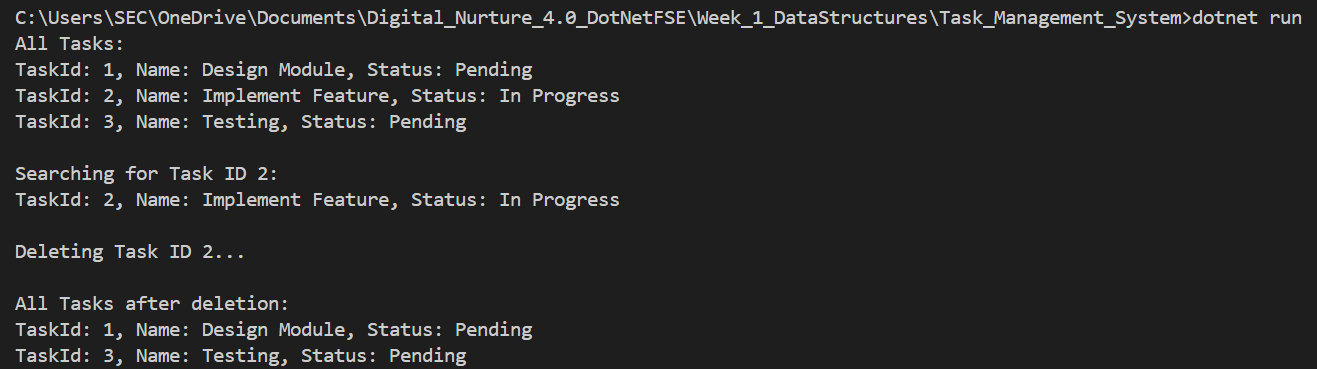 C:\Users\SEC\OneDrive\Documents\Digital_Nurture_4.0_DotNetFSE\Week_1_DataStructures\Task_Management_System>dotnet run
All Tasks:
TaskId: 1, Name: Design Module, Status: Pending
TaskId: 2, Name: Implement Feature, Status: In Progress
TaskId: 3, Name: Testing, Status: Pending
Searching for Task ID 2:
TaskId: 2, Name: Implement Feature, Status: In Progress
Deleting Task ID 2...
All Tasks after deletion:
TaskId: 1, Name: Design Module, Status: Pending
TaskId: 3, Name: Testing, Status: Pending